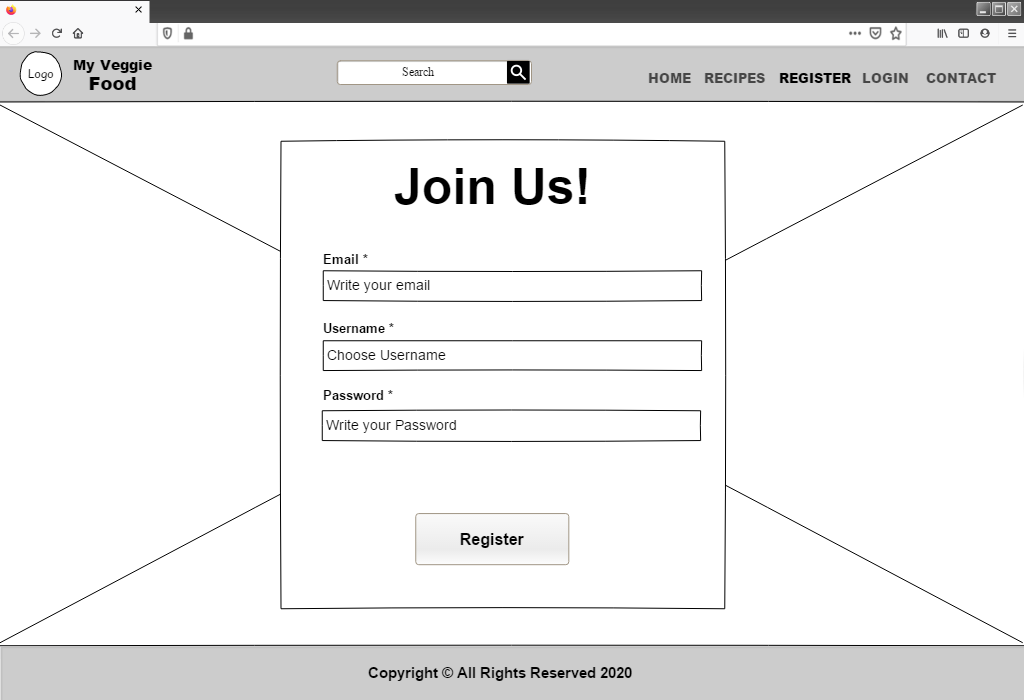 Logo
My Veggie
Food
Search
HOME RECIPES REGISTER LOGIN CONTACT
Join Us!
Email *
Write your email
Username *
Choose Username
Password *
Write your Password
Register
Copyright © All Rights Reserved 2020